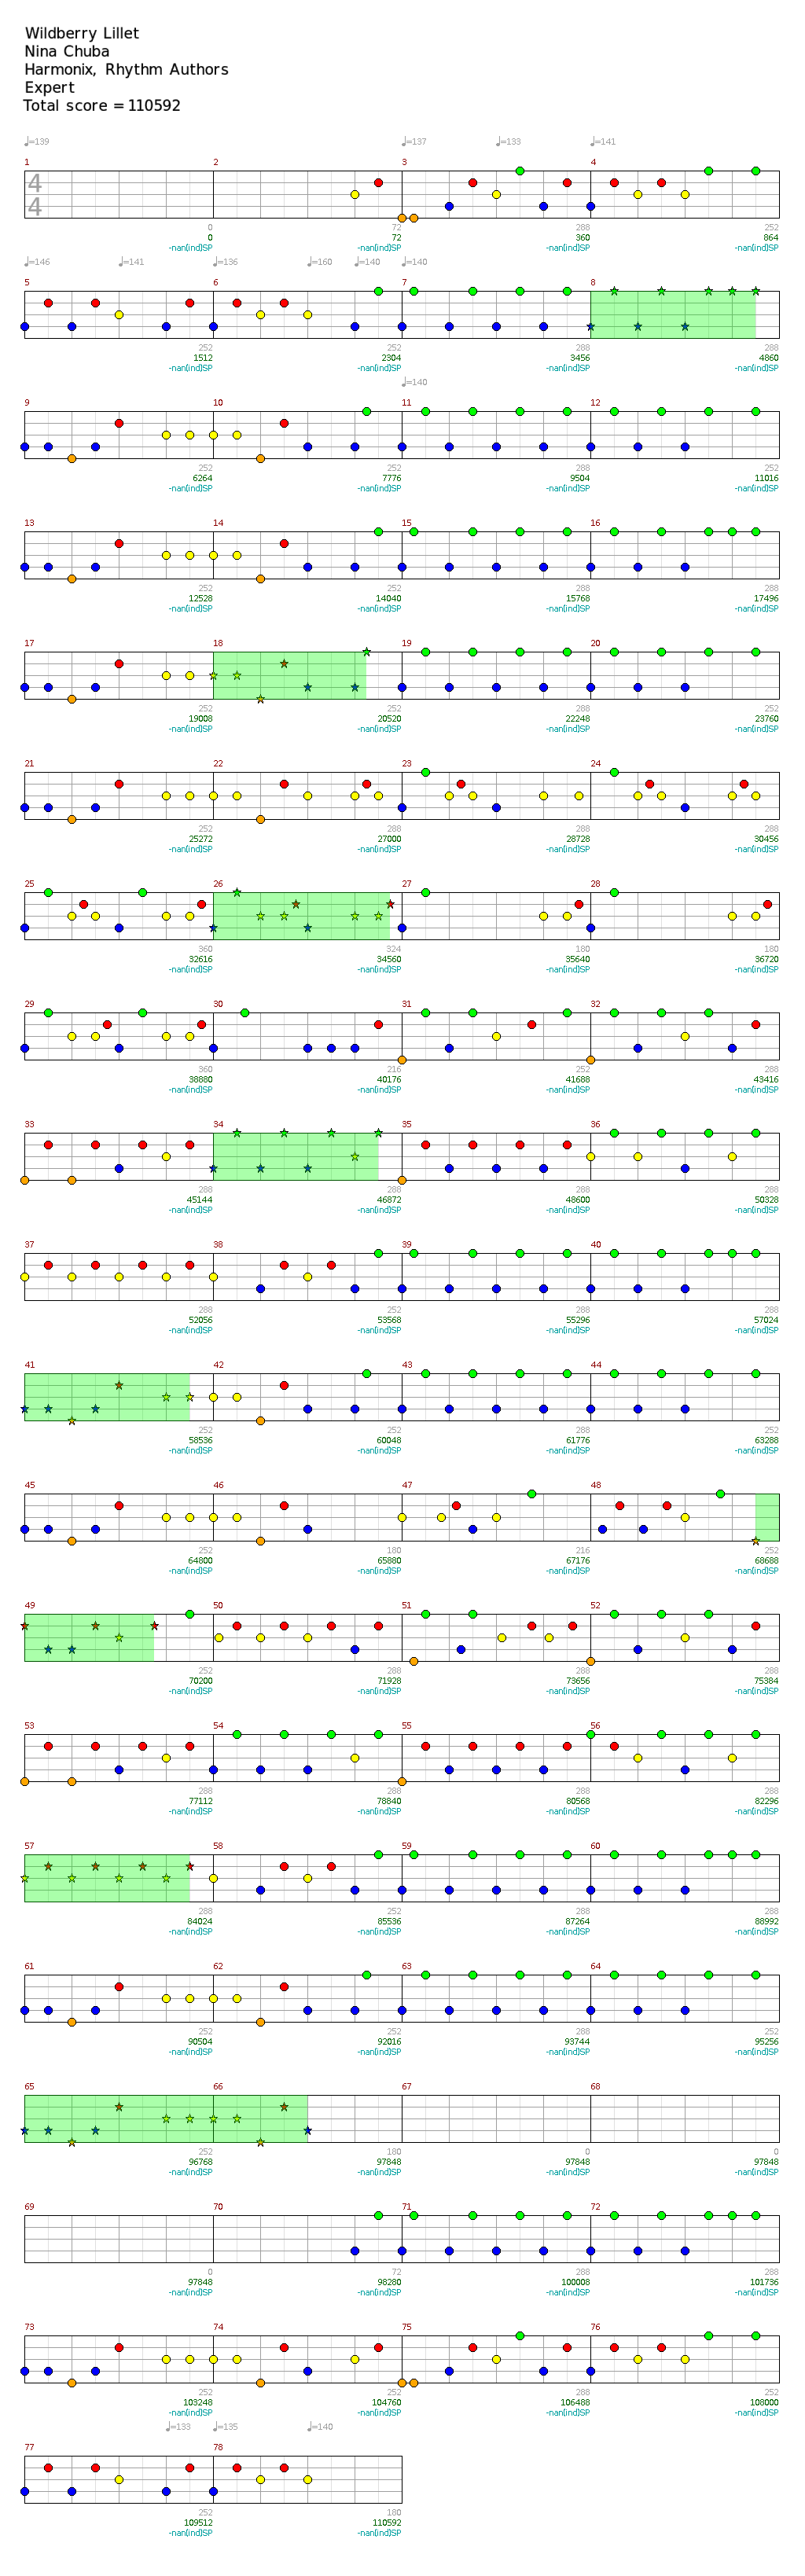 Wildberry Lillet
Nina Chuba
Harmonix, Rhythm Authors
Expert
Total score = 110592
♩=139 ♩=137 ♩=133 ♩=141
1 2 3 4
4
4
0 72 288 252
0 72 360 864
-nan(ind)SP -nan(ind)SP -nan(ind)SP -nan(ind)SP
♩=146 ♩=141 ♩=136 ♩=160 ♩=140 ♩=140
5 6 7 8
252 252 288 288
1512 2304 3456 4860
-nan(ind)SP -nan(ind)SP -nan(ind)SP -nan(ind)SP
♩=140
9 10 11 12
252 252 288 252
6264 7776 9504 11016
-nan(ind)SP -nan(ind)SP -nan(ind)SP -nan(ind)SP
13 14 15 16
252 252 288 288
12528 14040 15768 17496
-nan(ind)SP -nan(ind)SP -nan(ind)SP -nan(ind)SP
17 18 19 20
252 252 288 252
19008 20520 22248 23760
-nan(ind)SP -nan(ind)SP -nan(ind)SP -nan(ind)SP
21 22 23 24
252 288 288 288
25272 27000 28728 30456
-nan(ind)SP -nan(ind)SP -nan(ind)SP -nan(ind)SP
25 26 27 28
360 324 180 180
32616 34560 35640 36720
-nan(ind)SP -nan(ind)SP -nan(ind)SP -nan(ind)SP
29 30 31 32
360 216 252 288
38880 40176 41688 43416
-nan(ind)SP -nan(ind)SP -nan(ind)SP -nan(ind)SP
33 34 35 36
288 288 288 288
45144 46872 48600 50328
-nan(ind)SP -nan(ind)SP -nan(ind)SP -nan(ind)SP
37 38 39 40
288 252 288 288
52056 53568 55296 57024
-nan(ind)SP -nan(ind)SP -nan(ind)SP -nan(ind)SP
41 42 43 44
252 252 288 252
58536 60048 61776 63288
-nan(ind)SP -nan(ind)SP -nan(ind)SP -nan(ind)SP
45 46 47 48
252 180 216 252
64800 65880 67176 68688
-nan(ind)SP -nan(ind)SP -nan(ind)SP -nan(ind)SP
49 50 51 52
252 288 288 288
70200 71928 73656 75384
-nan(ind)SP -nan(ind)SP -nan(ind)SP -nan(ind)SP
53 54 55 56
288 288 288 288
77112 78840 80568 82296
-nan(ind)SP -nan(ind)SP -nan(ind)SP -nan(ind)SP
57 58 59 60
288 252 288 288
84024 85536 87264 88992
-nan(ind)SP -nan(ind)SP -nan(ind)SP -nan(ind)SP
61 62 63 64
252 252 288 252
90504 92016 93744 95256
-nan(ind)SP -nan(ind)SP -nan(ind)SP -nan(ind)SP
65 66 67 68
252 180 0 0
96768 97848 97848 97848
-nan(ind)SP -nan(ind)SP -nan(ind)SP -nan(ind)SP
69 70 71 72
0 72 288 288
97848 98280 100008 101736
-nan(ind)SP -nan(ind)SP -nan(ind)SP -nan(ind)SP
73 74 75 76
252 252 288 252
103248 104760 106488 108000
-nan(ind)SP -nan(ind)SP -nan(ind)SP -nan(ind)SP
♩=133 ♩=135 ♩=140
77 78
252 180
109512 110592
-nan(ind)SP -nan(ind)SP